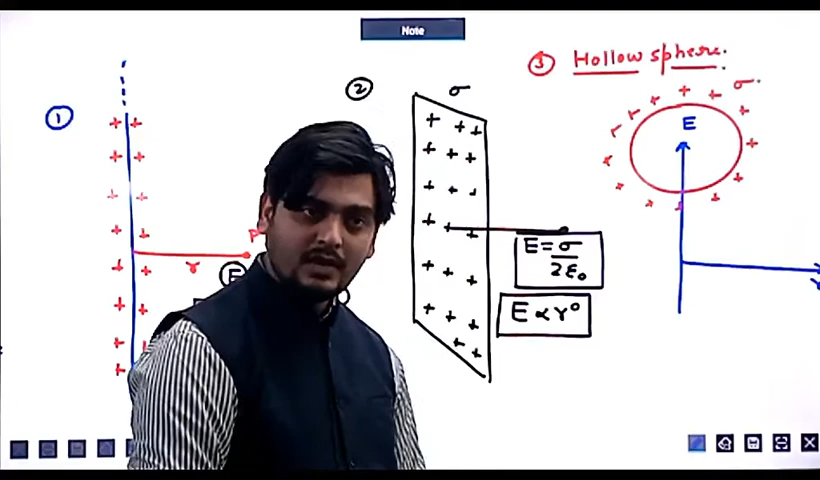 Note
①
+ +
+ +
+ +
+ +
+ +
+ +
+
+
r
E
②
σ
E = σ / 2ε₀
E ∝ r⁰
③ Hollow sphere.
σ
E